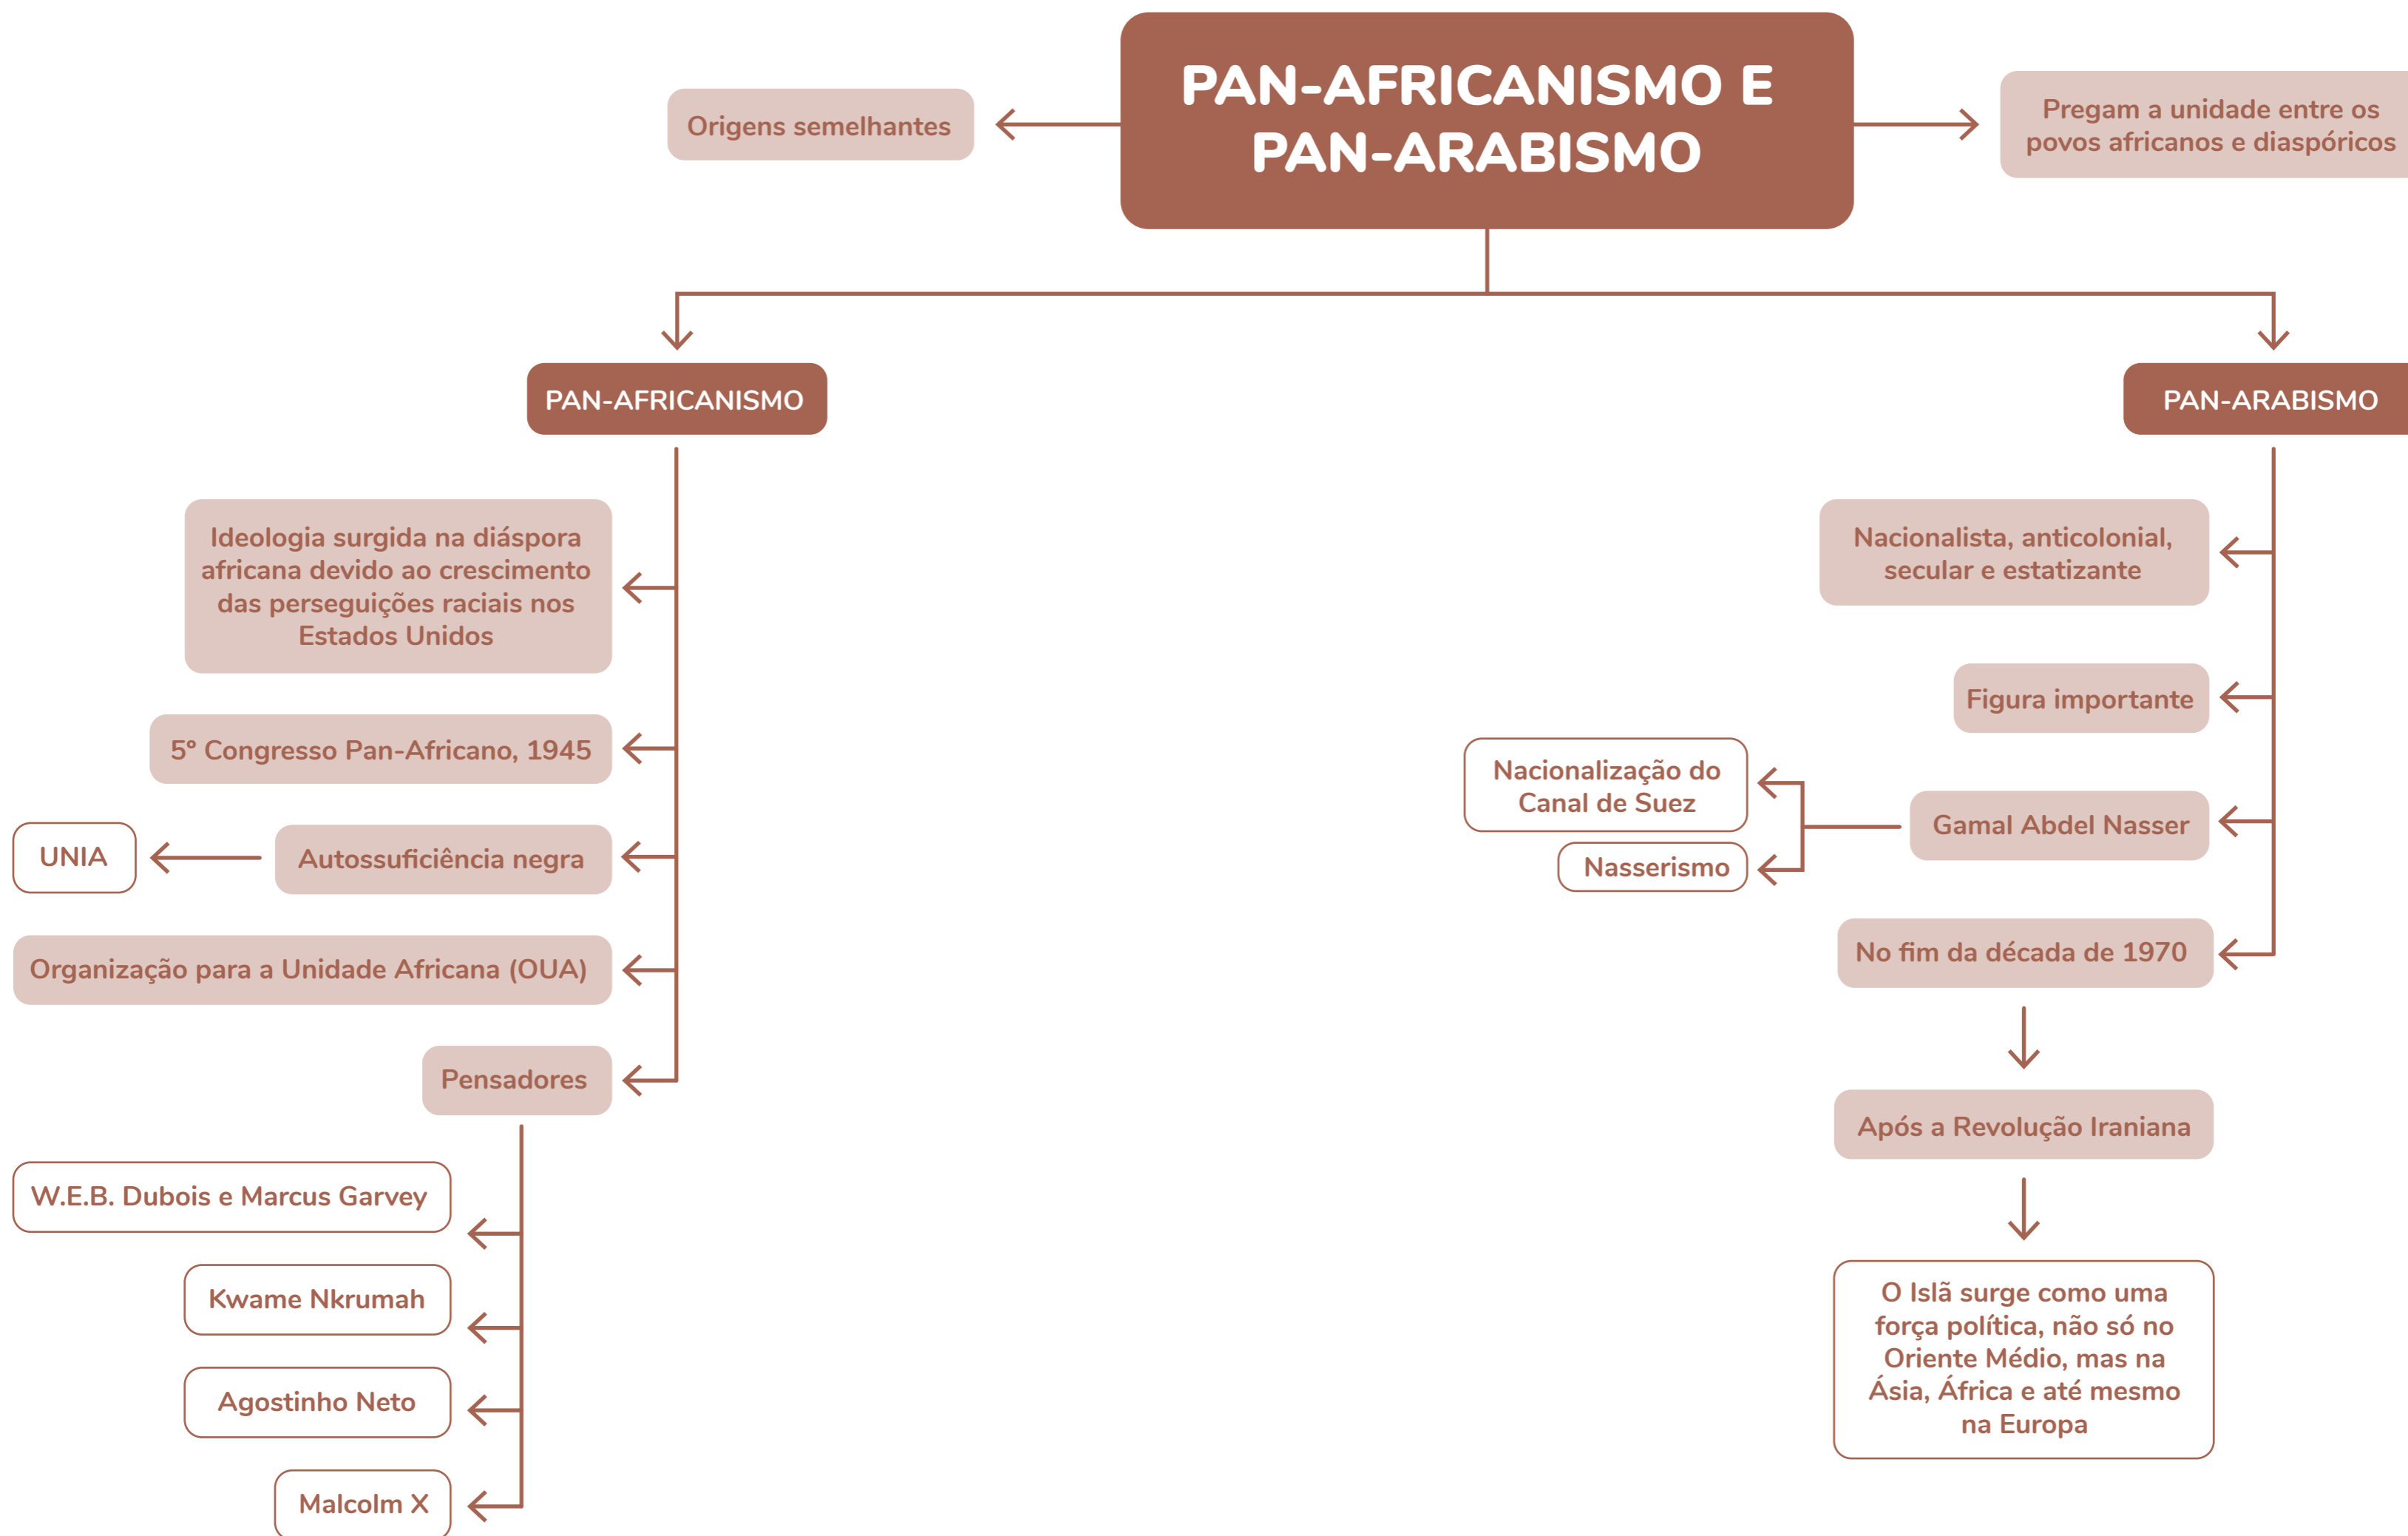 PAN-AFRICANISMO E
PAN-ARABISMO
Origens semelhantes
Pregam a unidade entre os
povos africanos e diaspóricos
PAN-AFRICANISMO
Ideologia surgida na diáspora
africana devido ao crescimento
das perseguições raciais nos
Estados Unidos
5º Congresso Pan-Africano, 1945
Autossuficiência negra
UNIA
Organização para a Unidade Africana (OUA)
Pensadores
W.E.B. Dubois e Marcus Garvey
Kwame Nkrumah
Agostinho Neto
Malcolm X
PAN-ARABISMO
Nacionalista, anticolonial,
secular e estatizante
Figura importante
Gamal Abdel Nasser
Nacionalização do
Canal de Suez
Nasserismo
No fim da década de 1970
Após a Revolução Iraniana
O Islã surge como uma
força política, não só no
Oriente Médio, mas na
Ásia, África e até mesmo
na Europa